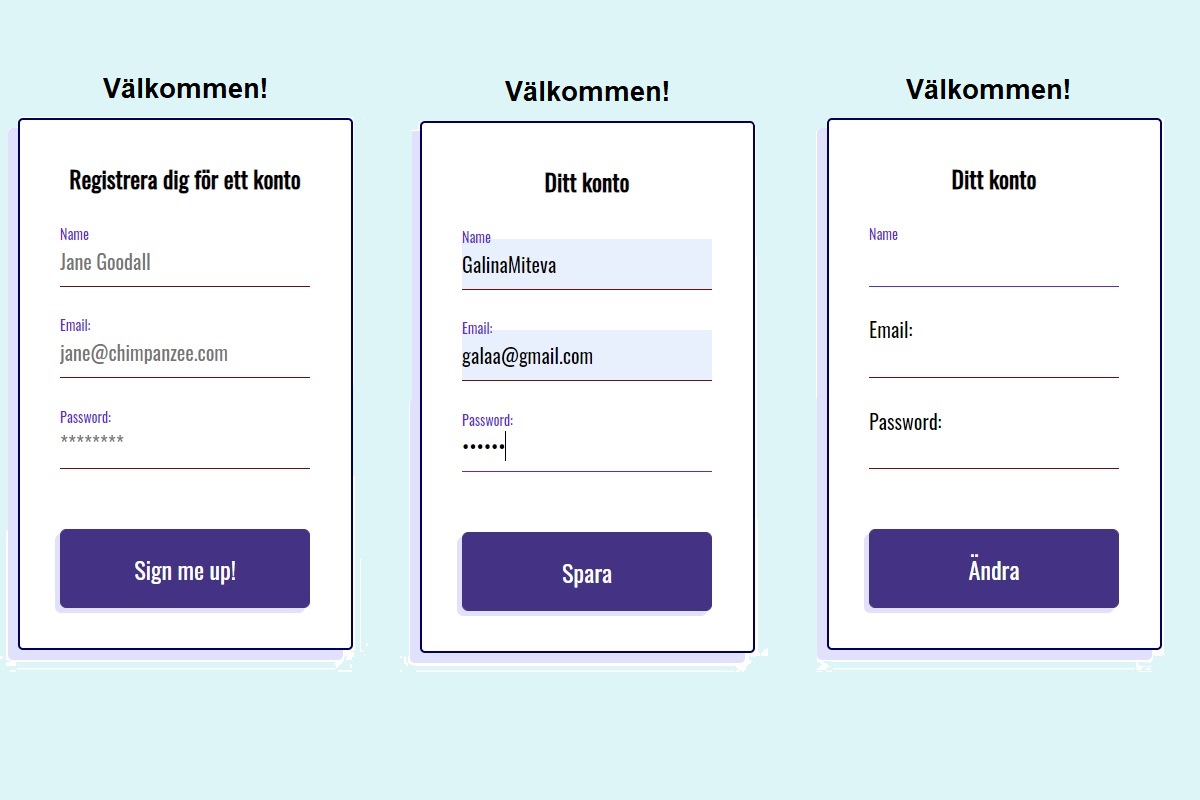 Välkommen!
Registrera dig för ett konto
Name
Jane Goodall
Email:
jane@chimpanzee.com
Password:
********
Sign me up!
Välkommen!
Ditt konto
Name
GalinaMiteva
Email:
galaa@gmail.com
Password:
••••••
Spara
Välkommen!
Ditt konto
Name
Email:
Password:
Ändra